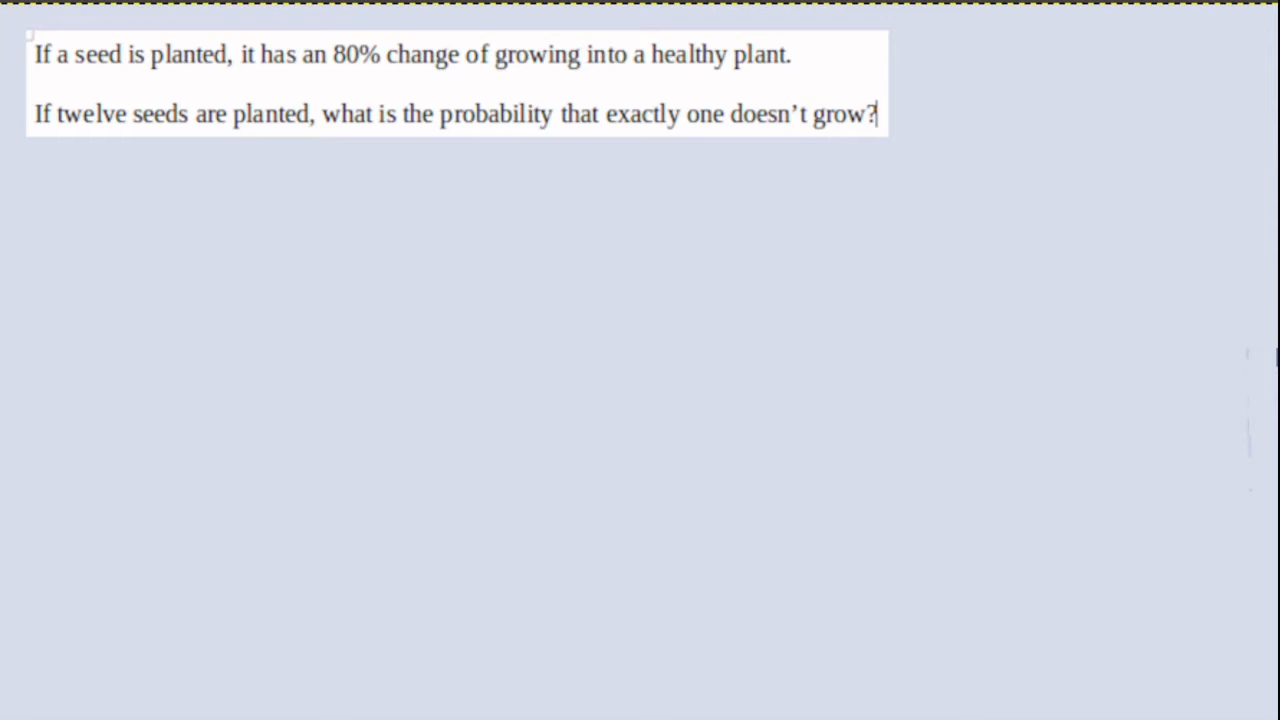 If a seed is planted, it has an 80% change of growing into a healthy plant.
If twelve seeds are planted, what is the probability that exactly one doesn’t grow?